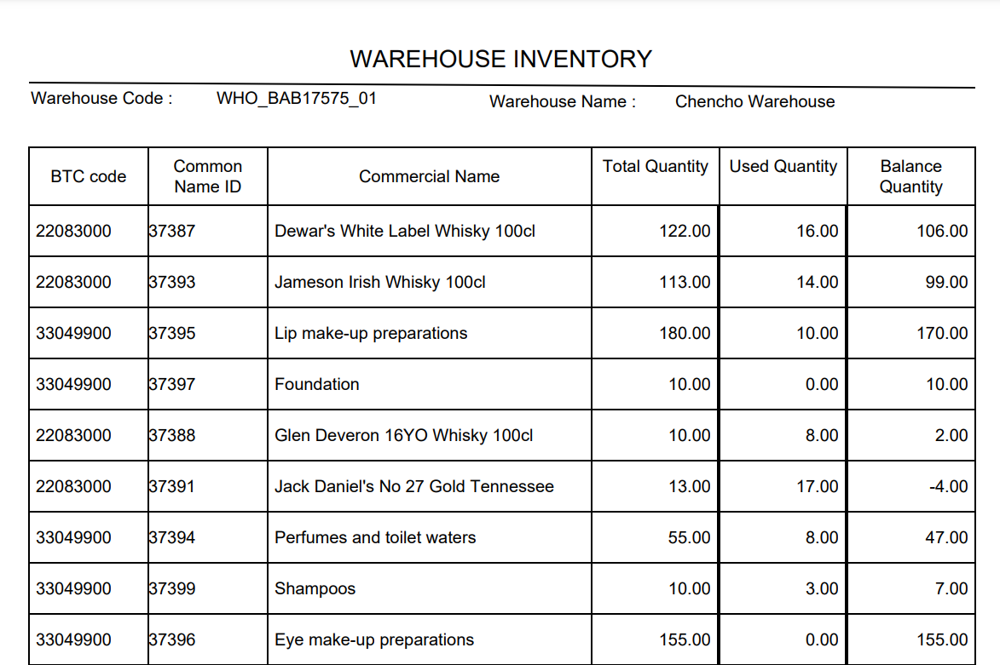 WAREHOUSE INVENTORY
Warehouse Code : WHO_BAB17575_01 Warehouse Name : Chencho Warehouse
BTC code Common Name ID Commercial Name Total Quantity Used Quantity Balance Quantity
22083000 37387 Dewar's White Label Whisky 100cl 122.00 16.00 106.00
22083000 37393 Jameson Irish Whisky 100cl 113.00 14.00 99.00
33049900 37395 Lip make-up preparations 180.00 10.00 170.00
33049900 37397 Foundation 10.00 0.00 10.00
22083000 37388 Glen Deveron 16YO Whisky 100cl 10.00 8.00 2.00
22083000 37391 Jack Daniel's No 27 Gold Tennessee 13.00 17.00 -4.00
33049900 37394 Perfumes and toilet waters 55.00 8.00 47.00
33049900 37399 Shampoos 10.00 3.00 7.00
33049900 37396 Eye make-up preparations 155.00 0.00 155.00